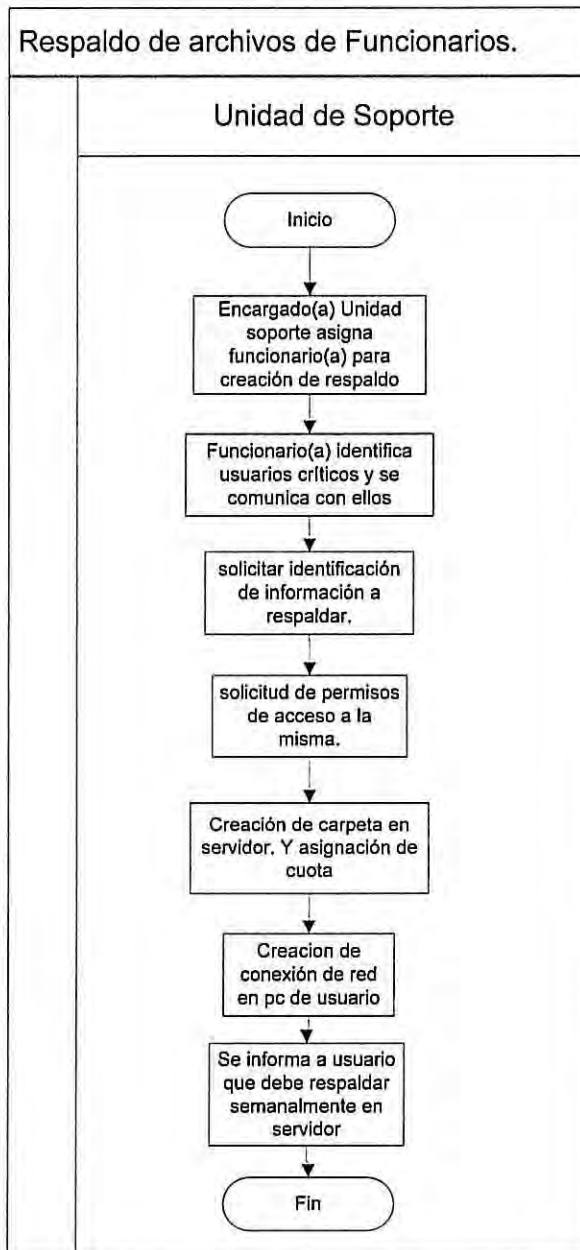 Respaldo de archivos de Funcionarios.
Unidad de Soporte
Inicio
Encargado(a) Unidad
soporte asigna
funcionario(a) para
creación de respaldo
Funcionario(a) identifica
usuarios críticos y se
comunica con ellos
solicitar identificación
de información a
respaldar.
solicitud de permisos
de acceso a la
misma.
Creación de carpeta en
servidor. Y asignación de
cuota
Creacion de
conexión de red
en pc de usuario
Se informa a usuario
que debe respaldar
semanalmente en
servidor
Fin